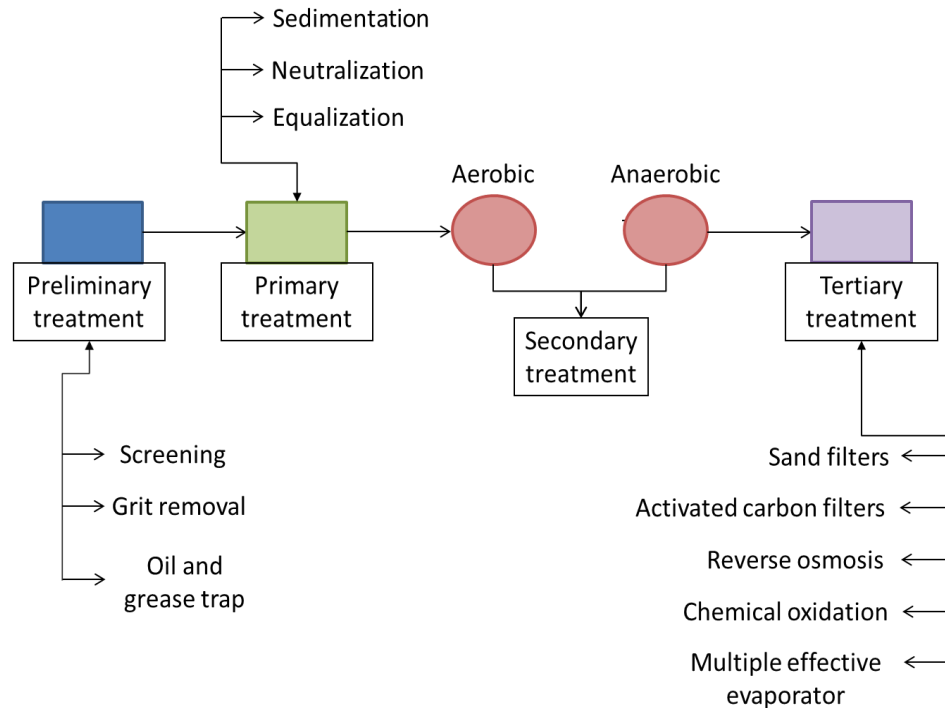 Sedimentation
Neutralization
Equalization
Aerobic
Anaerobic
Preliminary
treatment
Primary
treatment
Secondary
treatment
Tertiary
treatment
Screening
Grit removal
Oil and
grease trap
Sand filters
Activated carbon filters
Reverse osmosis
Chemical oxidation
Multiple effective
evaporator